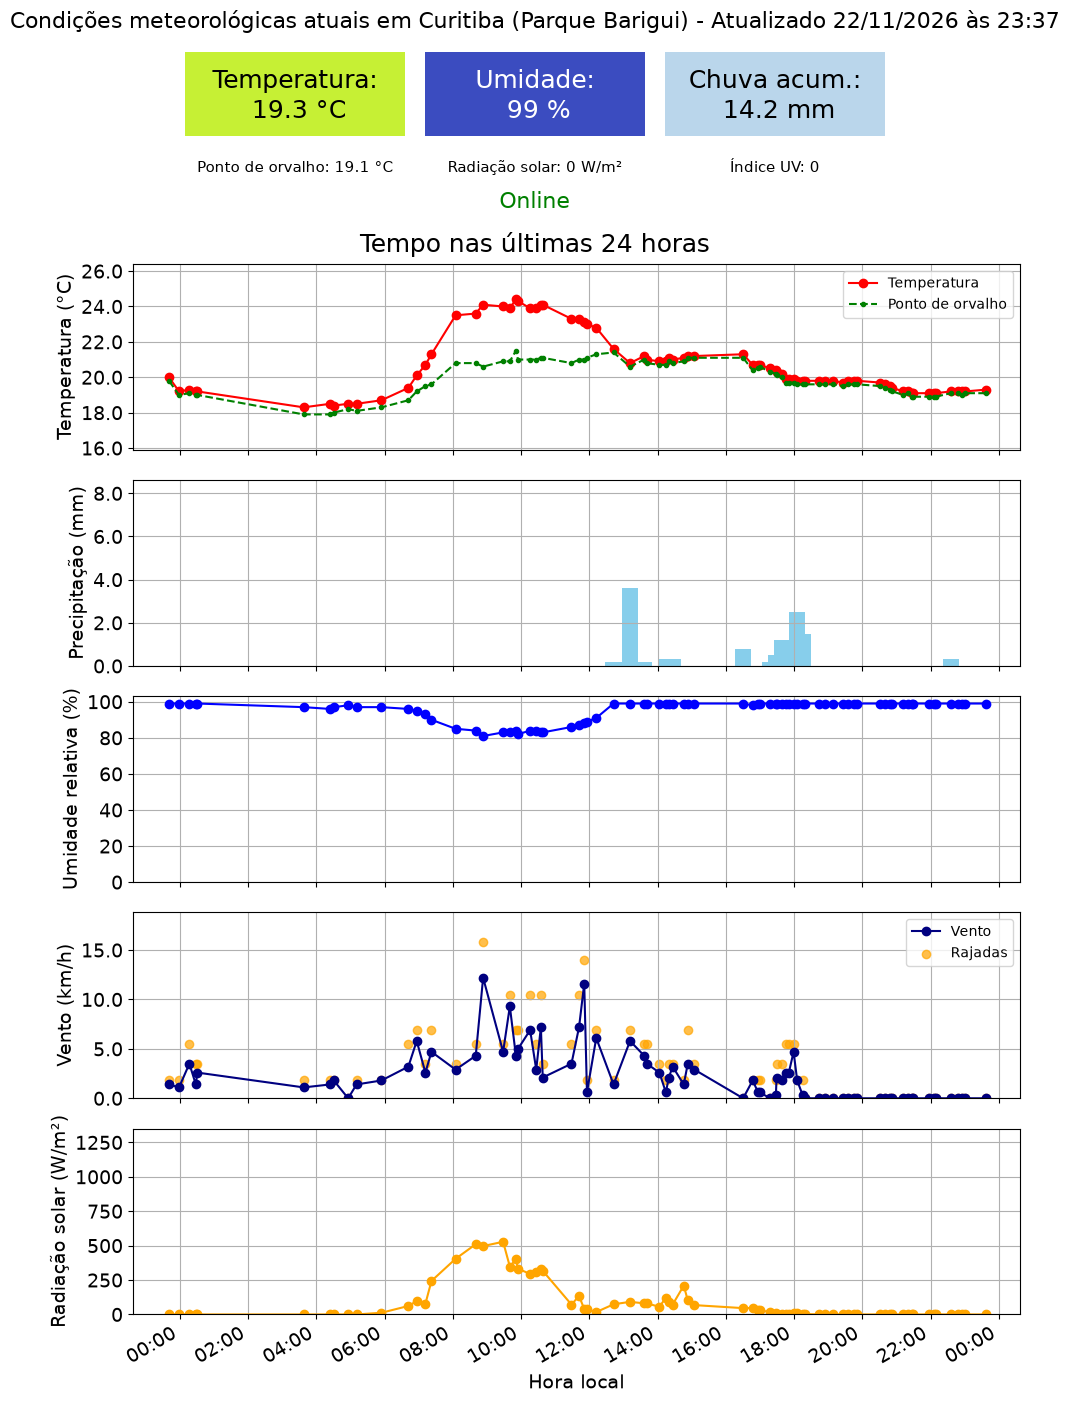 Condições meteorológicas atuais em Curitiba (Parque Barigui) - Atualizado 22/11/2026 às 23:37
Temperatura:
19.3 °C
Umidade:
99 %
Chuva acum.:
14.2 mm
Ponto de orvalho: 19.1 °C
Radiação solar: 0 W/m²
Índice UV: 0
Online
Tempo nas últimas 24 horas
Temperatura (°C)
26.0
24.0
22.0
20.0
18.0
16.0
Temperatura
Ponto de orvalho
Precipitação (mm)
8.0
6.0
4.0
2.0
0.0
Umidade relativa (%)
100
80
60
40
20
0
Vento (km/h)
15.0
10.0
5.0
0.0
Vento
Rajadas
Radiação solar (W/m²)
1250
1000
750
500
250
0
00:00
02:00
04:00
06:00
08:00
10:00
12:00
14:00
16:00
18:00
20:00
22:00
00:00
Hora local